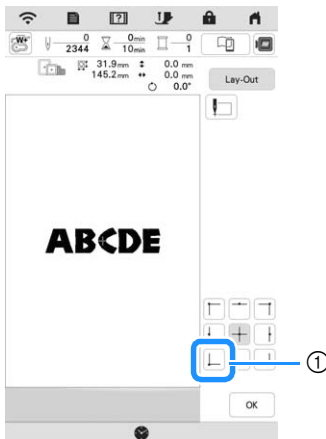 W+
0
2344
0min
10min
0
1
31.9mm 0.0 mm
145.2mm 0.0 mm
0.0°
Lay-Out
ABCDE
①
OK